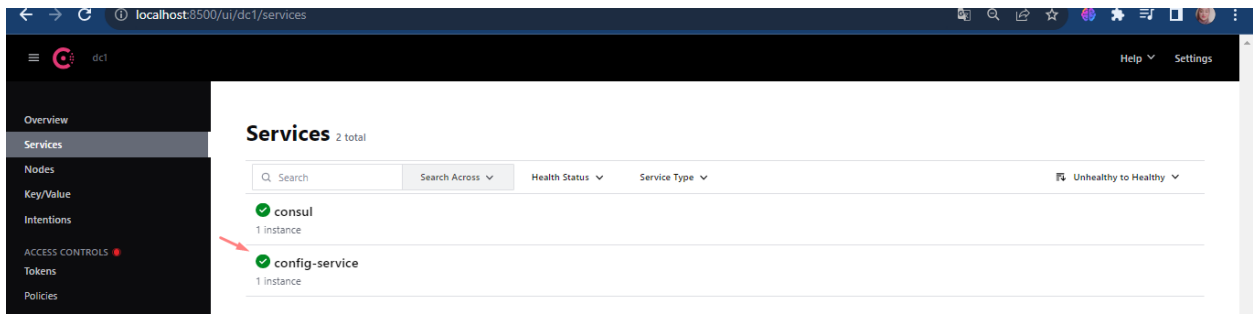 localhost:8500/ui/dc1/services
dc1
Help
Settings
Overview
Services
Nodes
Key/Value
Intentions
ACCESS CONTROLS
Tokens
Policies
Services 2 total
Search
Search Across
Health Status
Service Type
Unhealthy to Healthy
consul
1 instance
config-service
1 instance